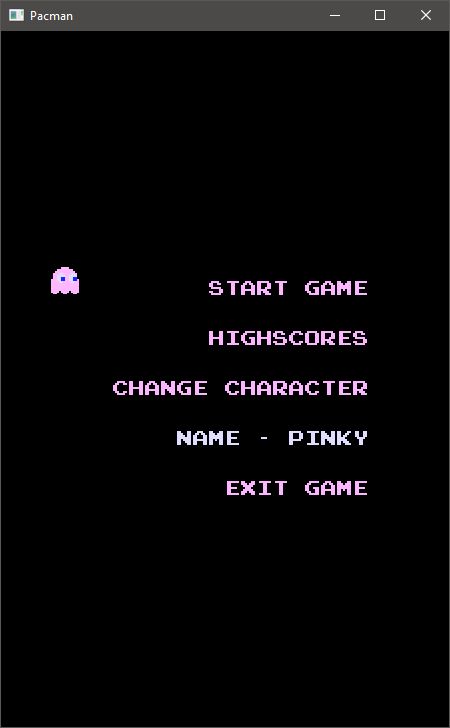 Pacman
START GAME
HIGHSCORES
CHANGE CHARACTER
NAME - PINKY
EXIT GAME